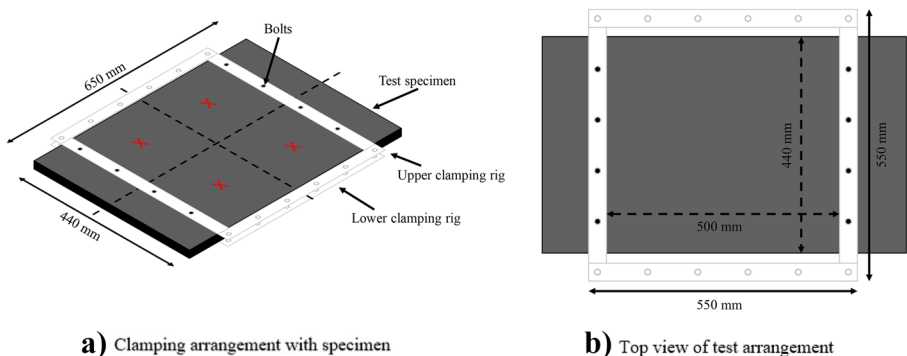 Bolts
650 mm
Test specimen
Upper clamping rig
Lower clamping rig
440 mm
a) Clamping arrangement with specimen
440 mm
550 mm
500 mm
550 mm
b) Top view of test arrangement